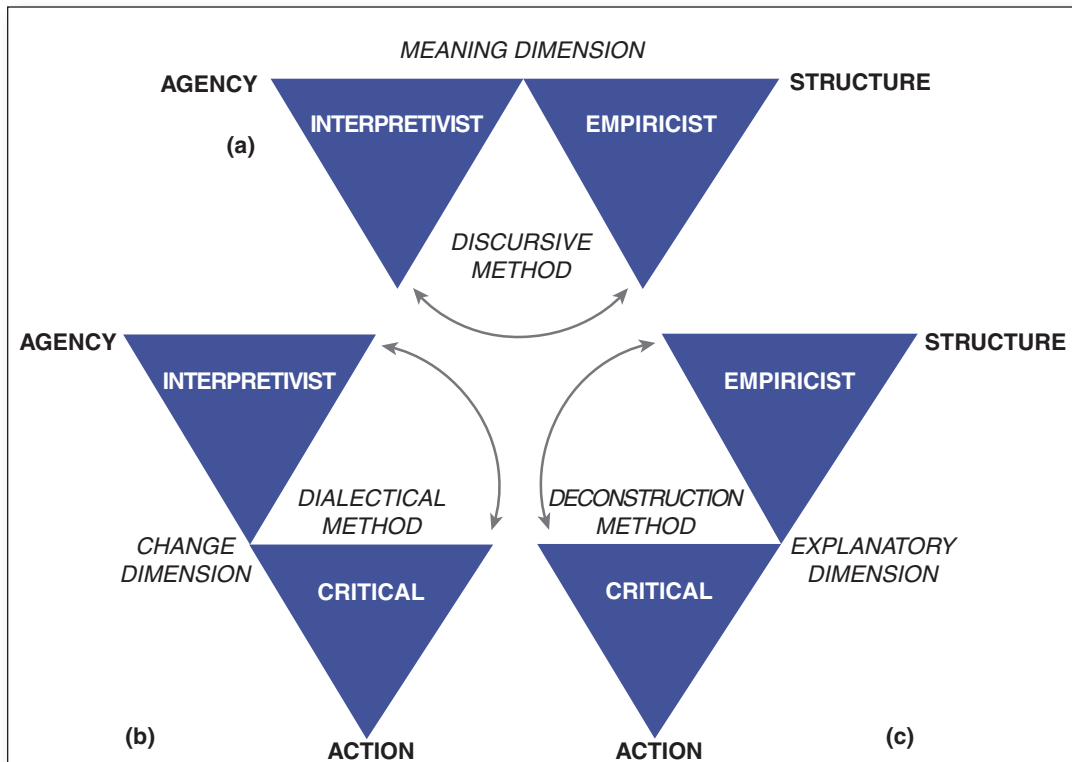 MEANING DIMENSION
AGENCY
STRUCTURE
INTERPRETIVIST
EMPIRICIST
(a)
DISCURSIVE
METHOD
AGENCY
STRUCTURE
INTERPRETIVIST
EMPIRICIST
DIALECTICAL
METHOD
DECONSTRUCTION
METHOD
CHANGE
DIMENSION
EXPLANATORY
DIMENSION
CRITICAL
CRITICAL
(b)
ACTION
ACTION
(c)